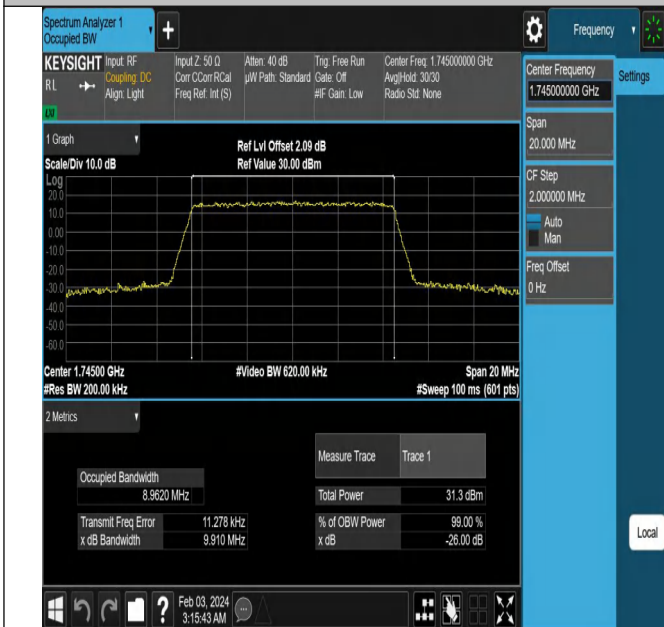 Spectrum Analyzer 1
Occupied BW
+
Frequency
KEYSIGHT
RL
Input: RF
Coupling: DC
Align: Light
Input Z: 50 Ω
Corr CCorr RCal
Freq Ref: Int (S)
Atten: 40 dB
µW Path: Standard
Trig: Free Run
Gate: Off
#IF Gain: Low
Center Freq: 1.745000000 GHz
Avg|Hold: 30/30
Radio Std: None
Center Frequency
1.745000000 GHz
Settings
Span
20.000 MHz
CF Step
2.000000 MHz
Auto
Man
Freq Offset
0 Hz
1 Graph
Scale/Div 10.0 dB
Ref Lvl Offset 2.09 dB
Ref Value 30.00 dBm
Log
20.0
10.0
0.00
-10.0
-20.0
-30.0
-40.0
-50.0
-60.0
Center 1.74500 GHz
#Res BW 200.00 kHz
#Video BW 620.00 kHz
Span 20 MHz
#Sweep 100 ms (601 pts)
2 Metrics
Measure Trace Trace 1
Occupied Bandwidth
8.9620 MHz
Total Power 31.3 dBm
Transmit Freq Error 11.278 kHz
% of OBW Power 99.00 %
x dB Bandwidth 9.910 MHz
x dB -26.00 dB
Local
?
Feb 03, 2024
3:15:43 AM